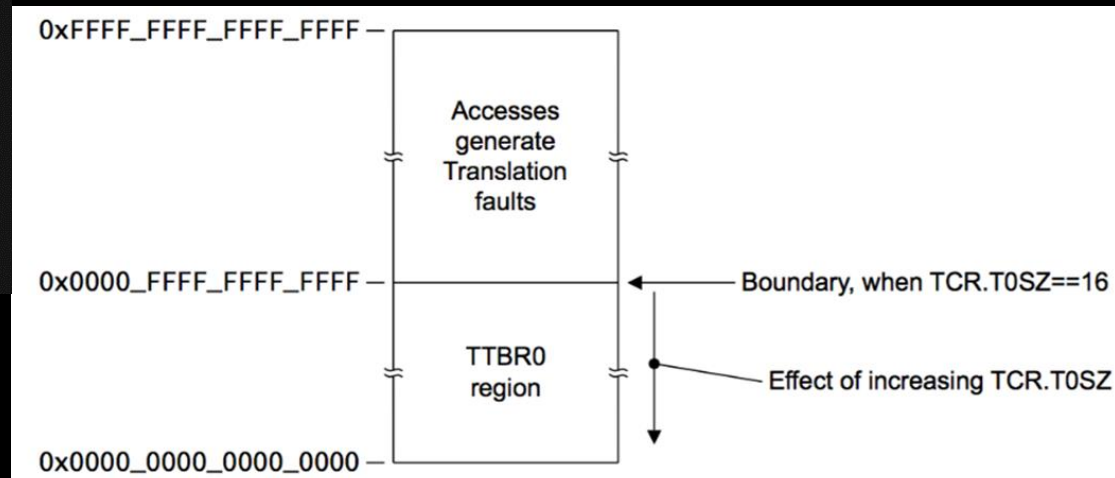 0xFFFF_FFFF_FFFF_FFFF
Accesses
generate
Translation
faults
0x0000_FFFF_FFFF_FFFF
Boundary, when TCR.T0SZ==16
TTBR0
region
Effect of increasing TCR.T0SZ
0x0000_0000_0000_0000